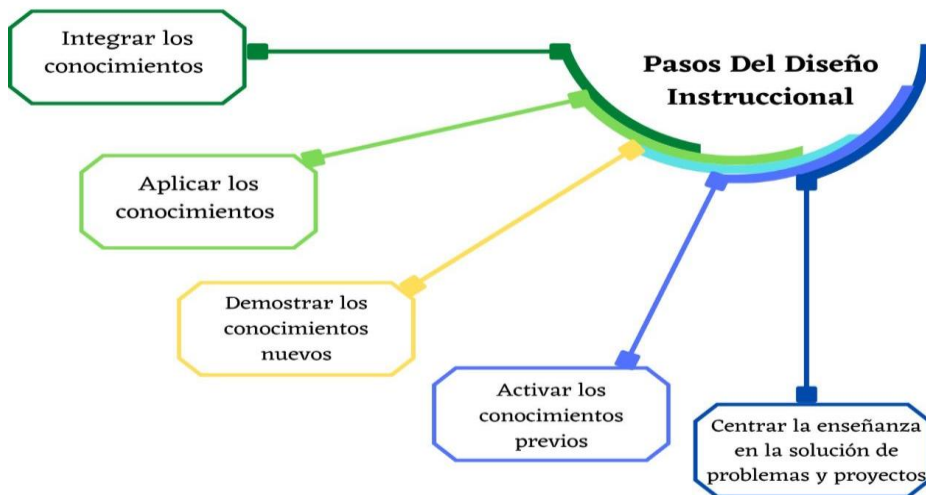 Pasos Del Diseño
Instruccional
Integrar los
conocimientos
Aplicar los
conocimientos
Demostrar los
conocimientos
nuevos
Activar los
conocimientos
previos
Centrar la enseñanza
en la solución de
problemas y proyectos